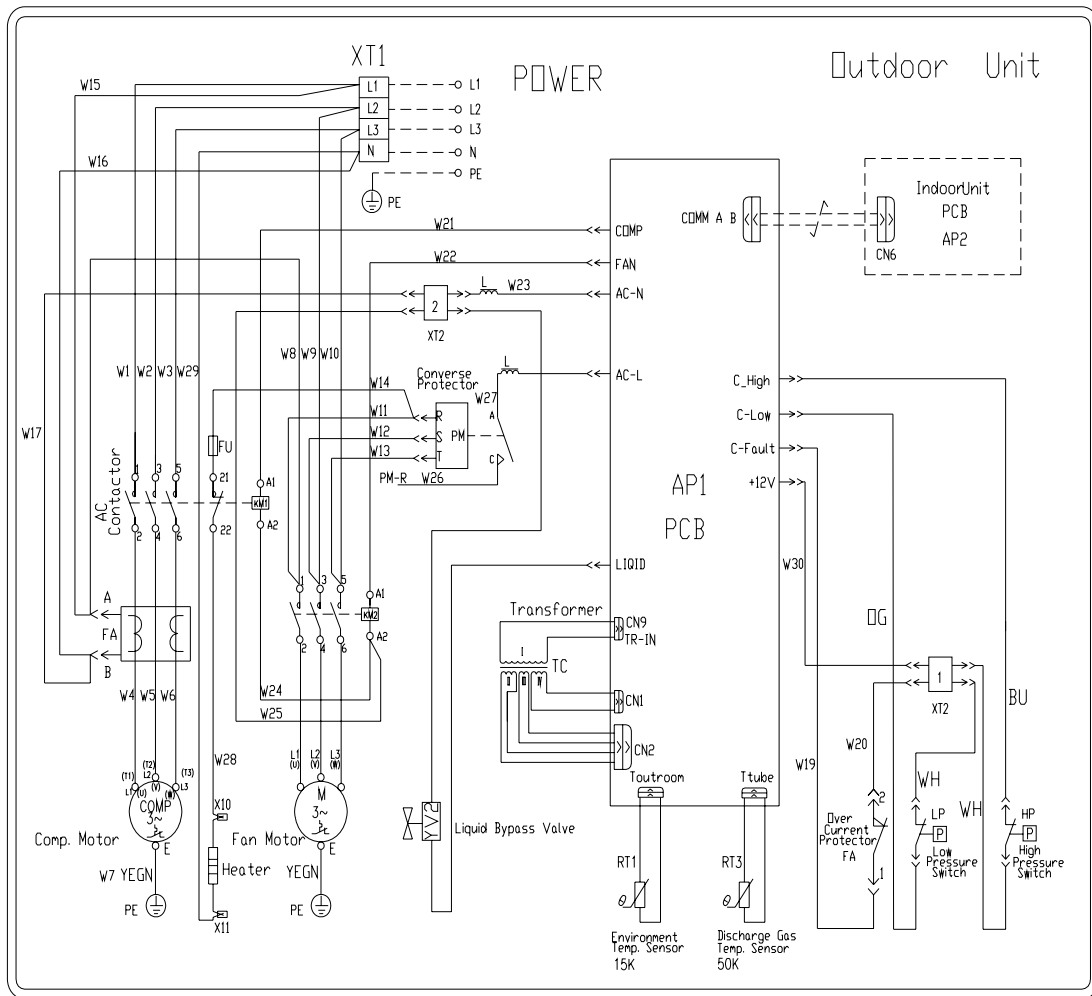 XT1
POWER
Outdoor Unit
W15
L1
L1
L2
L2
L3
L3
N
N
W16
PE
PE
IndoorUnit
PCB
AP2
CN6
COMM A B
W21
COMP
W22
FAN
L
W23
AC-N
2
XT2
W1
W2
W3
W29
W8
W9
W10
W14
Converse
Protector
L
AC-L
C_High
W27
W11
R
A
C-Low
W17
W12
S
PM
FU
W13
T
C
C-Fault
PM-R
W26
+12V
AC
Contactor
1
3
5
21
A1
KM1
A2
2
4
6
22
AP1
PCB
LIQID
W30
1
3
5
A1
KM2
A2
2
4
6
Transformer
CN9
TR-IN
OG
A
FA
B
I
TC
II
III
IV
CN1
CN2
1
XT2
BU
W4
W5
W6
W24
W25
W28
L1
(U)
L2
(V)
L3
(W)
W20
W19
WH
WH
(T1)
L1
(U)
(T2)
L2
(V)
(T3)
L3
(W)
COMP
3~
M
3~
Comp. Motor
Fan Motor
E
E
X10
Heater
X11
W7
YEGN
YEGN
PE
PE
YV2
Liquid Bypass Valve
Toutroom
Ttube
RT1
RT3
θ
θ
Environment
Temp. Sensor
15K
Discharge Gas
Temp. Sensor
50K
2
Over
Current
Protector
FA
1
LP
P
Low
Pressure
Switch
HP
P
High
Pressure
Switch